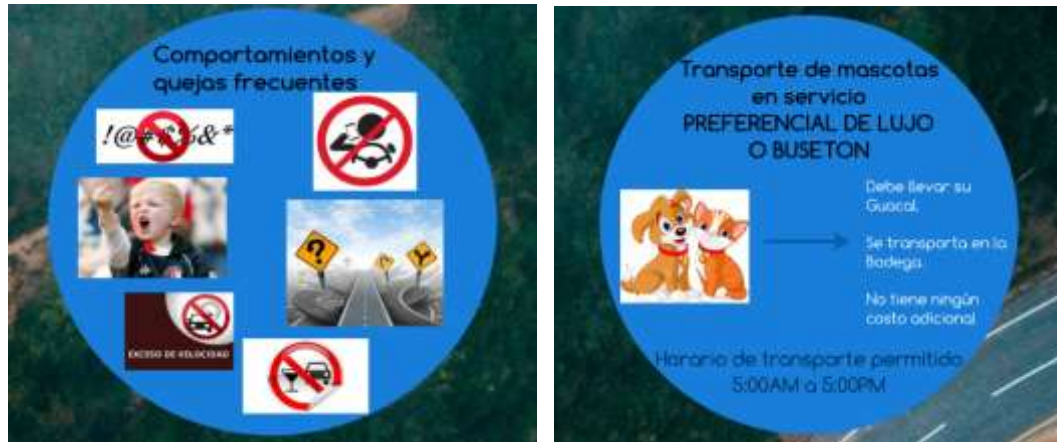 Comportamientos y
quejas frecuentes
!@#$%&*
?
EXCESO DE VELOCIDAD
Transporte de mascotas
en servicio
PREFERENCIAL DE LUJO
O BUSETON
Debe llevar su
Guacal.
Se transporta en la
Bodega.
No tiene ningún
costo adicional
Horario de transporte permitido
5:00AM a 5:00PM